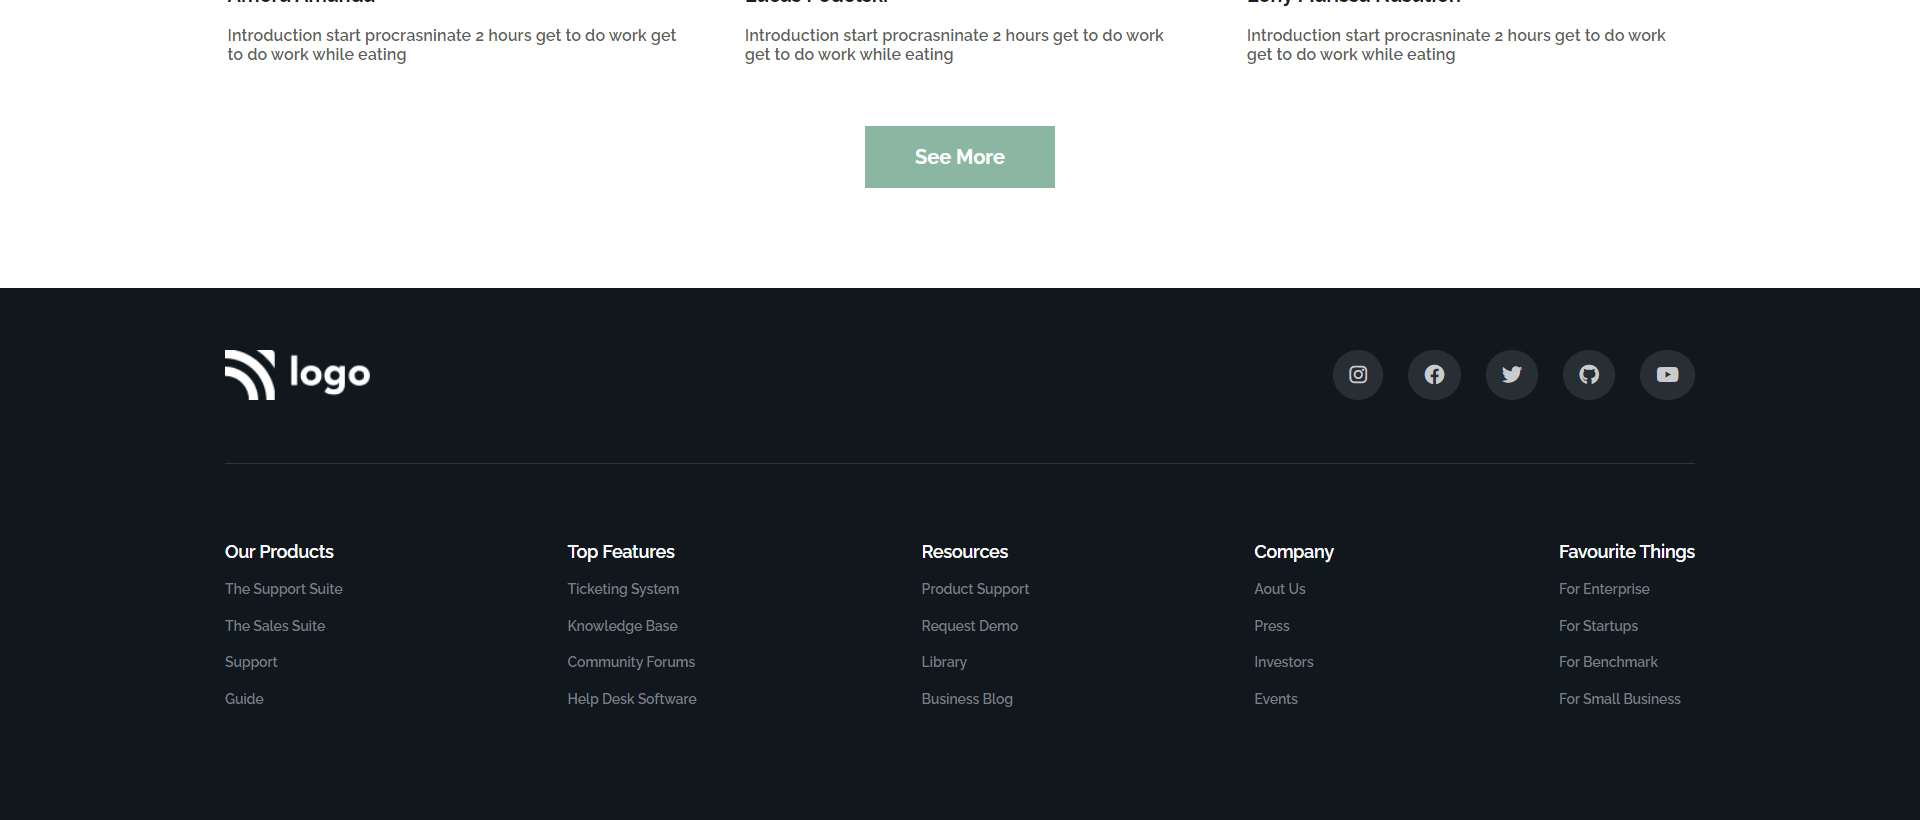 Introduction start procrasninate 2 hours get to do work get
to do work while eating
Introduction start procrasninate 2 hours get to do work
get to do work while eating
Introduction start procrasninate 2 hours get to do work
get to do work while eating
See More
logo
Our Products
The Support Suite
The Sales Suite
Support
Guide
Top Features
Ticketing System
Knowledge Base
Community Forums
Help Desk Software
Resources
Product Support
Request Demo
Library
Business Blog
Company
Aout Us
Press
Investors
Events
Favourite Things
For Enterprise
For Startups
For Benchmark
For Small Business